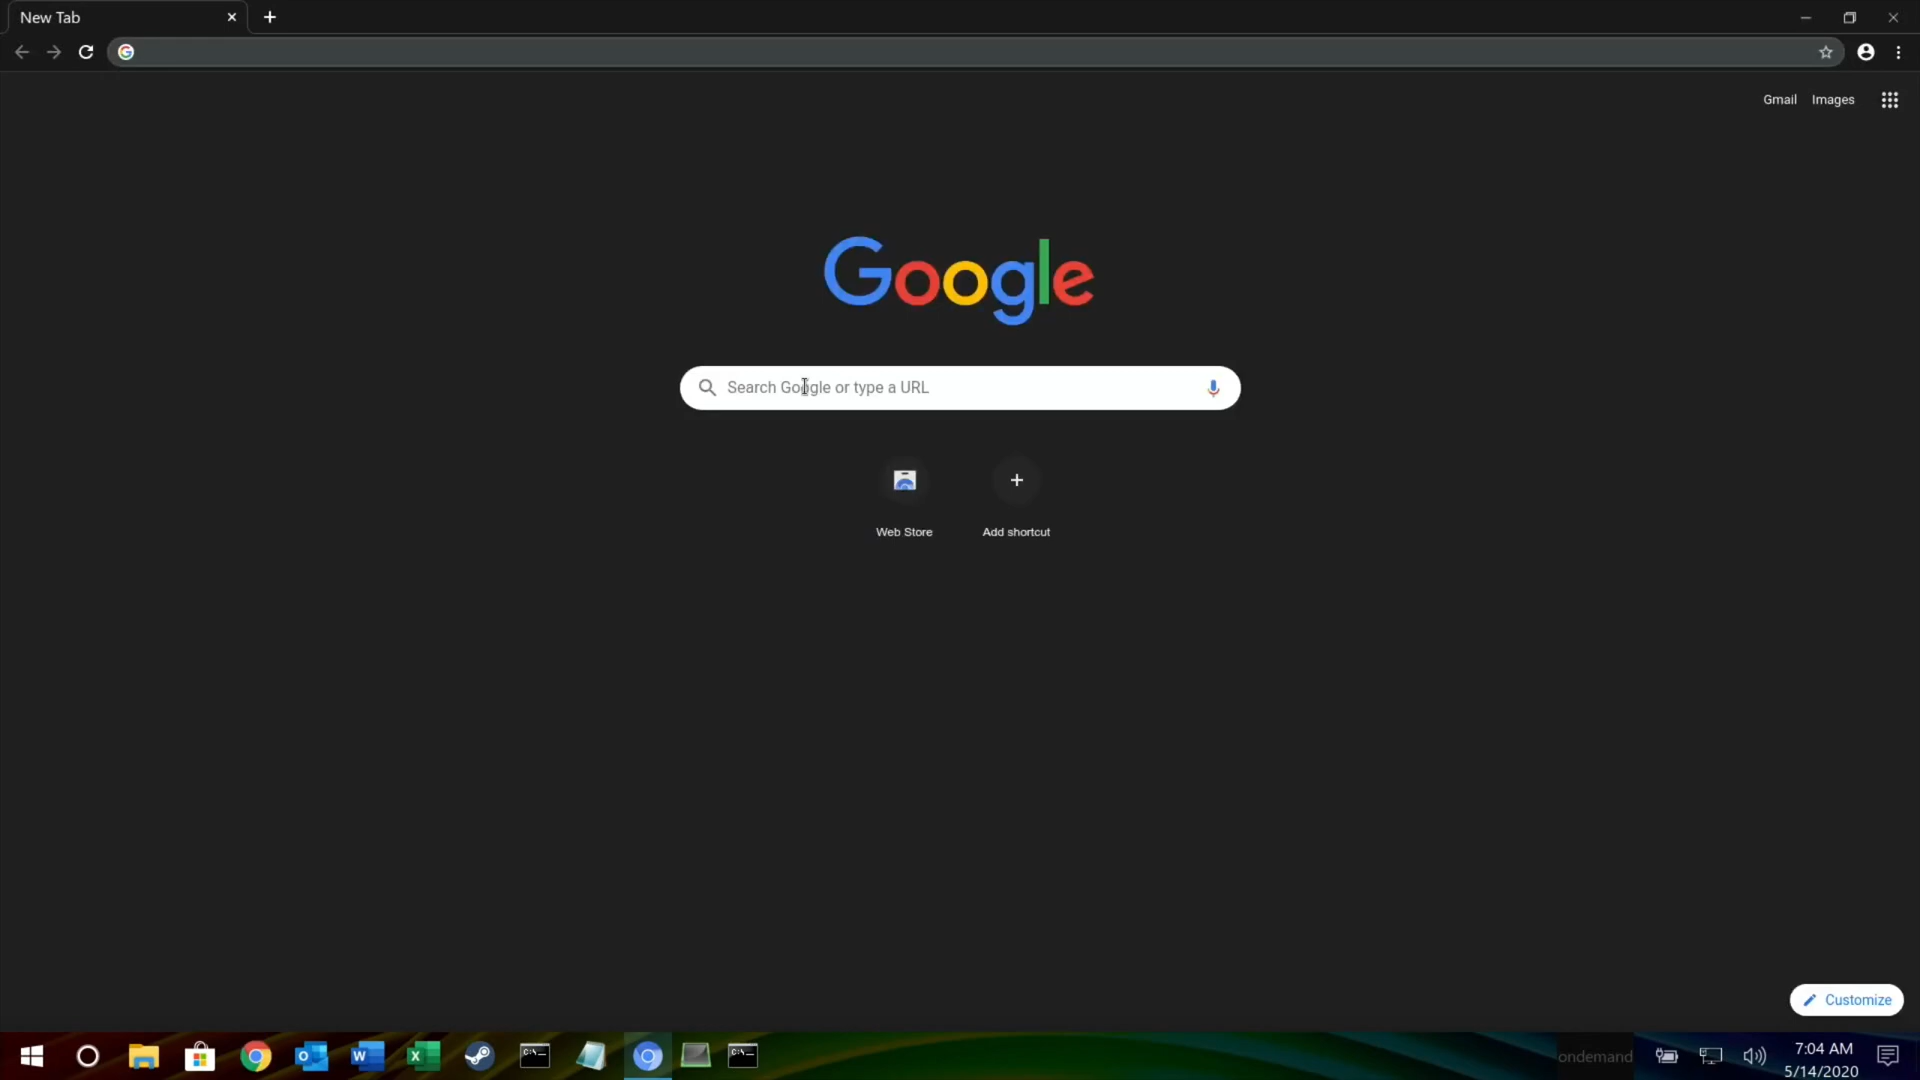 New Tab
Gmail Images
Google
Search Google or type a URL
Web Store Add shortcut
Customize
ondemand
7:04 AM
5/14/2020